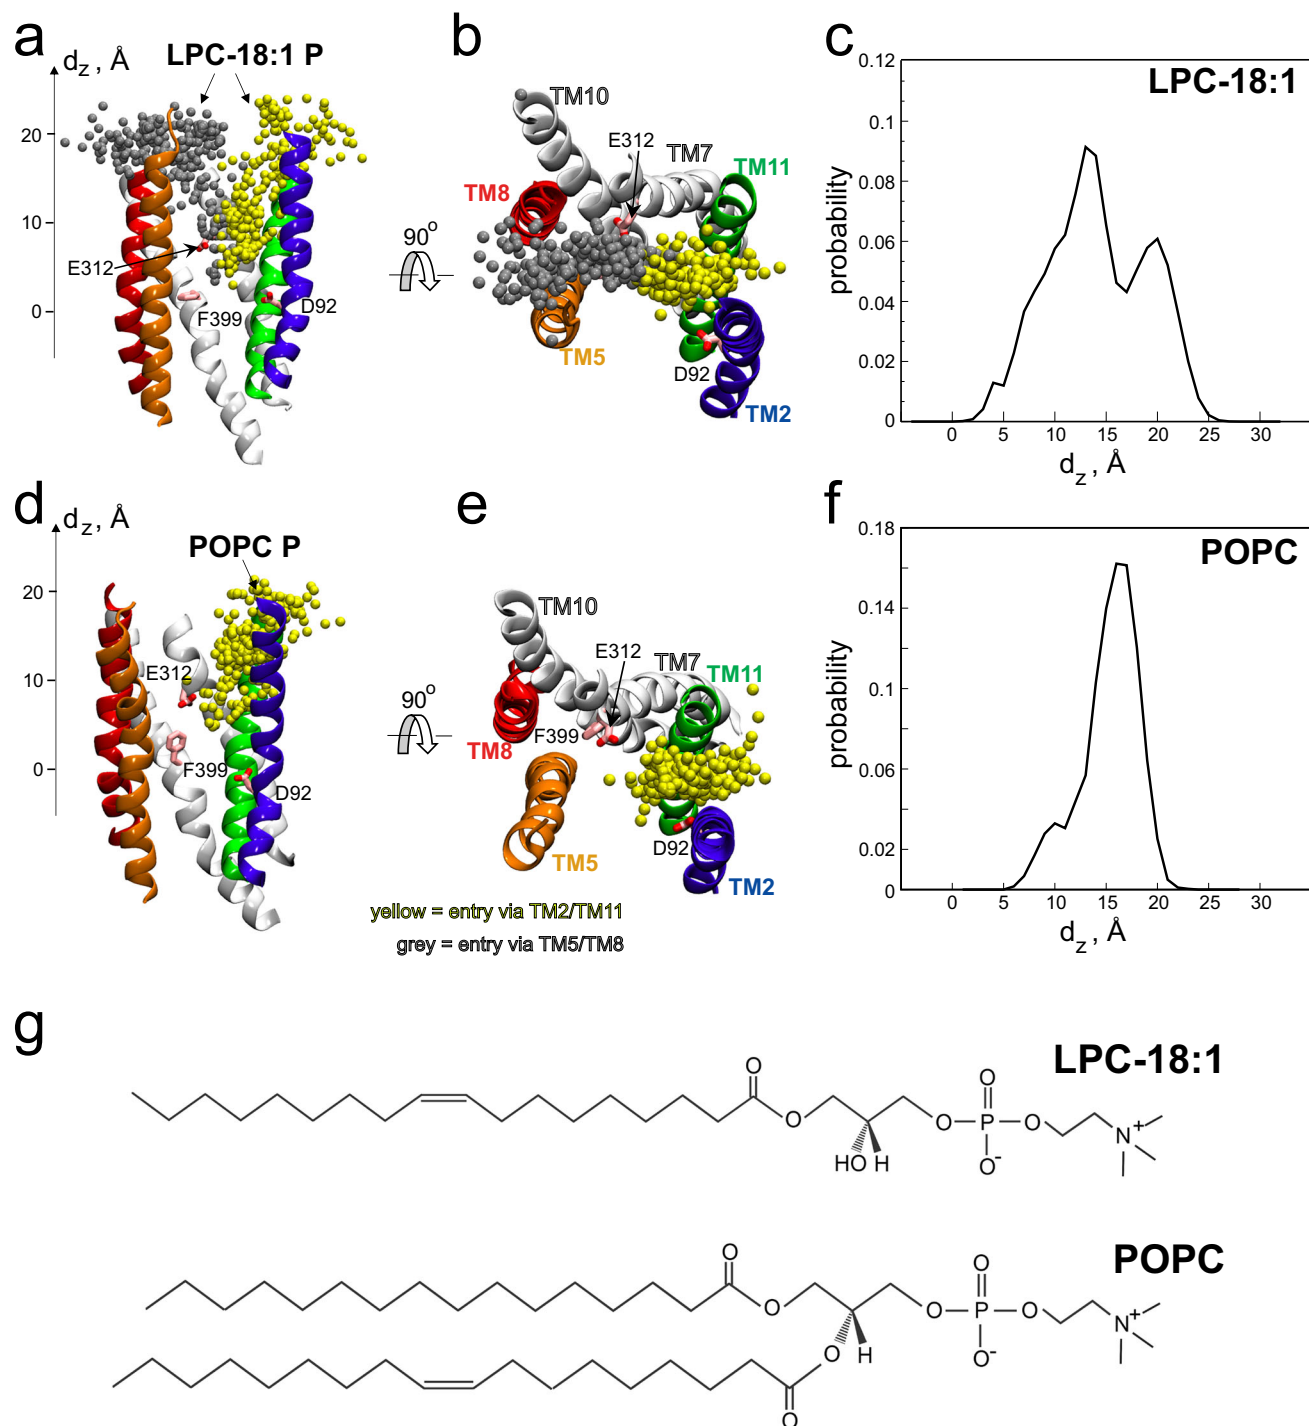 a
d_z , Å
LPC-18:1 P
20
10
0
E312
F399
D92
90°
b
TM10
E312
TM7
TM11
TM8
TM5
D92
TM2
c
LPC-18:1
probability
0.12
0.1
0.08
0.06
0.04
0.02
0
0 5 10 15 20 25 30
d_z , Å
d
d_z , Å
POPC P
20
10
0
E312
F399
D92
90°
e
TM10
E312
TM7
TM11
F399
TM8
TM5
D92
TM2
yellow = entry via TM2/TM11
grey = entry via TM5/TM8
f
POPC
probability
0.18
0.14
0.1
0.06
0.02
0
0 5 10 15 20 25 30
d_z , Å
g
LPC-18:1
O
O
HO H
O
O
P
O⁻
O
N⁺
POPC
O
O
O
H
O
O
O
P
O⁻
O
N⁺